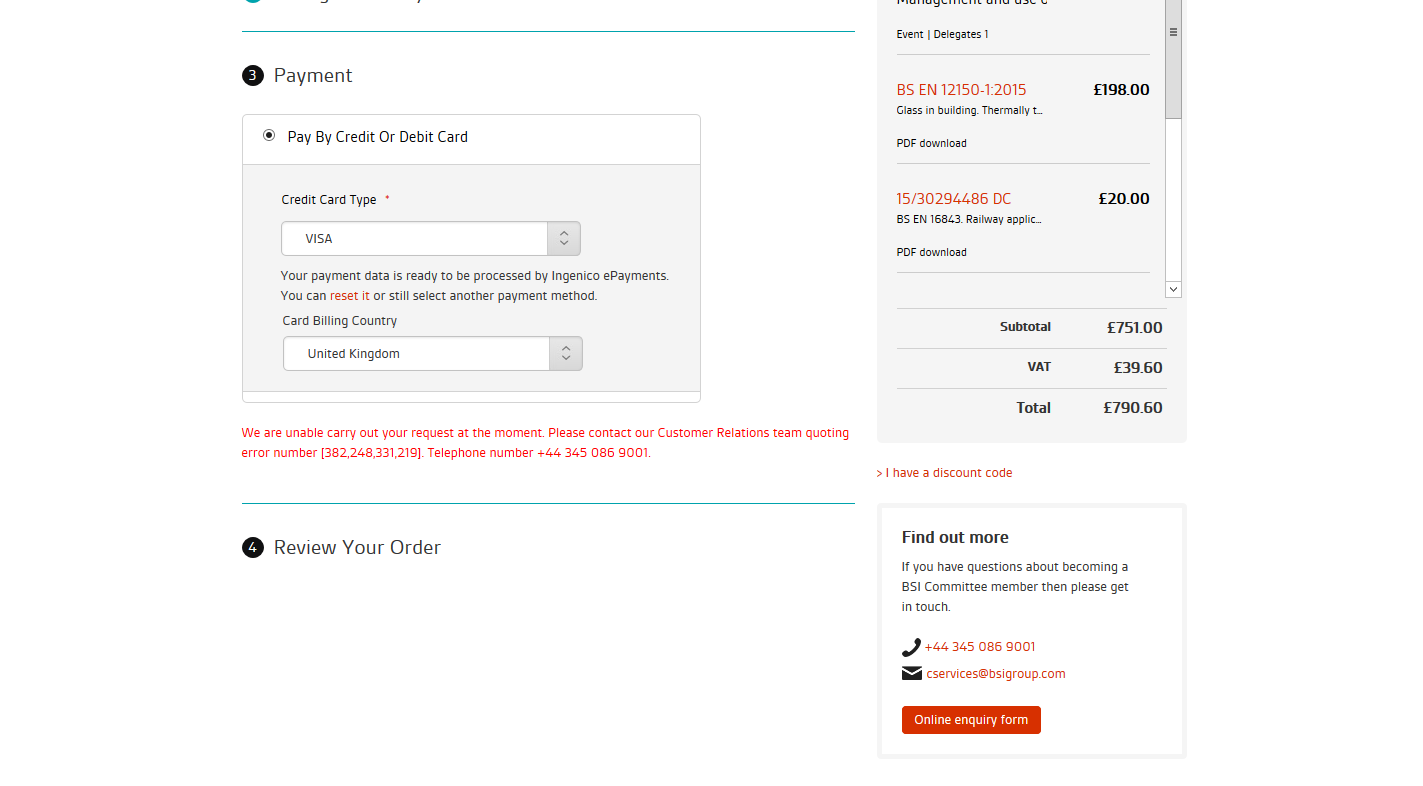 3 Payment
Pay By Credit Or Debit Card
Credit Card Type *
VISA
Your payment data is ready to be processed by Ingenico ePayments.
You can reset it or still select another payment method.
Card Billing Country
United Kingdom
We are unable carry out your request at the moment. Please contact our Customer Relations team quoting
error number [382,248,331,219]. Telephone number +44 345 086 9001.
4 Review Your Order
Management and use o
Event | Delegates 1
BS EN 12150-1:2015 £198.00
Glass in building. Thermally t...
PDF download
15/30294486 DC £20.00
BS EN 16843. Railway applic...
PDF download
Subtotal £751.00
VAT £39.60
Total £790.60
> I have a discount code
Find out more
If you have questions about becoming a
BSI Committee member then please get
in touch.
+44 345 086 9001
cservices@bsigroup.com
Online enquiry form